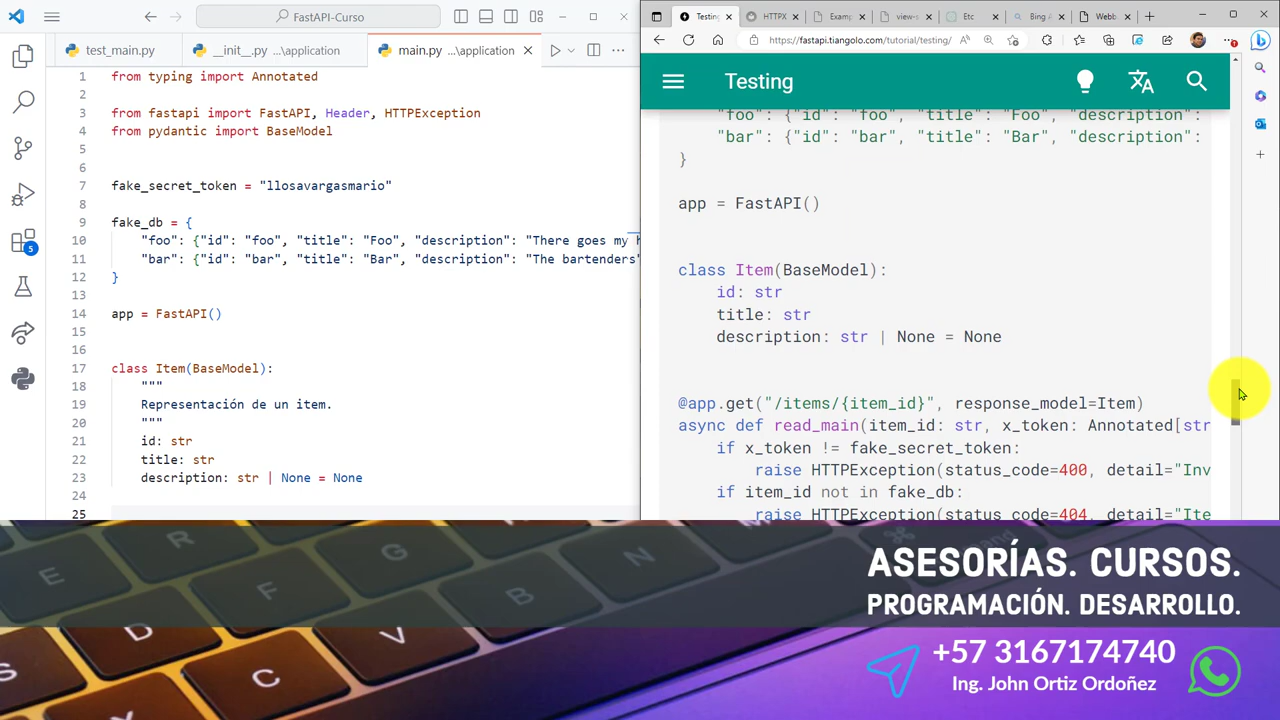 FastAPI-Curso
test_main.py
__init__.py ...\application
main.py ...\application
1 from typing import Annotated
2
3 from fastapi import FastAPI, Header, HTTPException
4 from pydantic import BaseModel
5
6
7 fake_secret_token = "llosavargasmario"
8
9 fake_db = {
10 "foo": {"id": "foo", "title": "Foo", "description": "There goes my h
11 "bar": {"id": "bar", "title": "Bar", "description": "The bartenders"
12 }
13
14 app = FastAPI()
15
16
17 class Item(BaseModel):
18 """
19 Representación de un item.
20 """
21 id: str
22 title: str
23 description: str | None = None
24
25
5
Testing
HTTPX
Examp
view-s
Etc
Bing A
Webb
https://fastapi.tiangolo.com/tutorial/testing/
Testing
"foo": {"id": "foo", "title": "Foo", "description":
"bar": {"id": "bar", "title": "Bar", "description":
}
app = FastAPI()
class Item(BaseModel):
id: str
title: str
description: str | None = None
@app.get("/items/{item_id}", response_model=Item)
async def read_main(item_id: str, x_token: Annotated[str
if x_token != fake_secret_token:
raise HTTPException(status_code=400, detail="Inv
if item_id not in fake_db:
raise HTTPException(status_code=404, detail="Ite
ASESORÍAS. CURSOS.
PROGRAMACIÓN. DESARROLLO.
+57 3167174740
Ing. John Ortiz Ordoñez